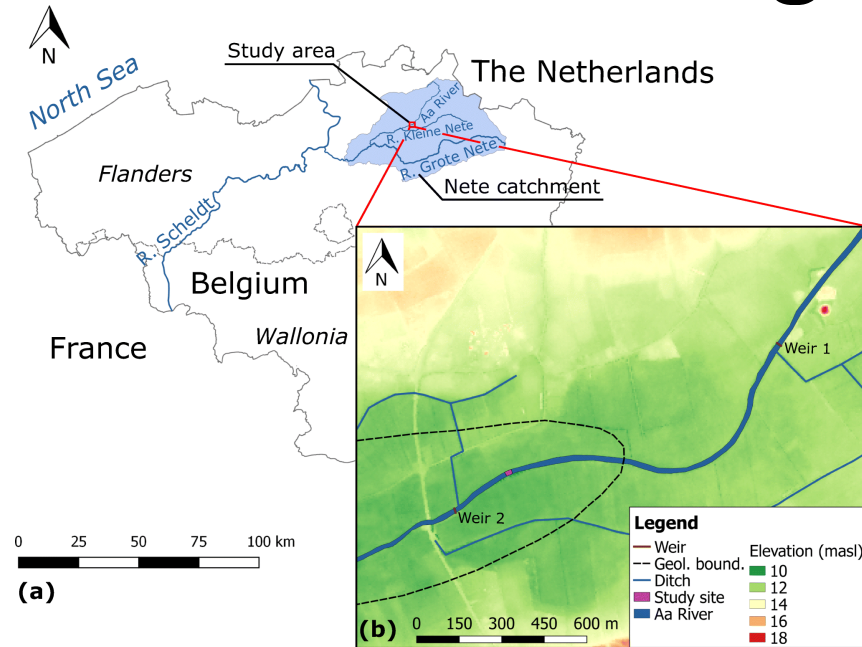 N
Study area
The Netherlands
North Sea
Aa River
R. Kleine Nete
R. Grote Nete
Flanders
Nete catchment
R. Scheldt
Belgium
Wallonia
France
0 25 50 75 100 km
(a)
N
Weir 1
Weir 2
Legend
Weir
Geol. bound.
Ditch
Study site
Aa River
Elevation (masl)
10
12
14
16
18
(b)
0 150 300 450 600 m